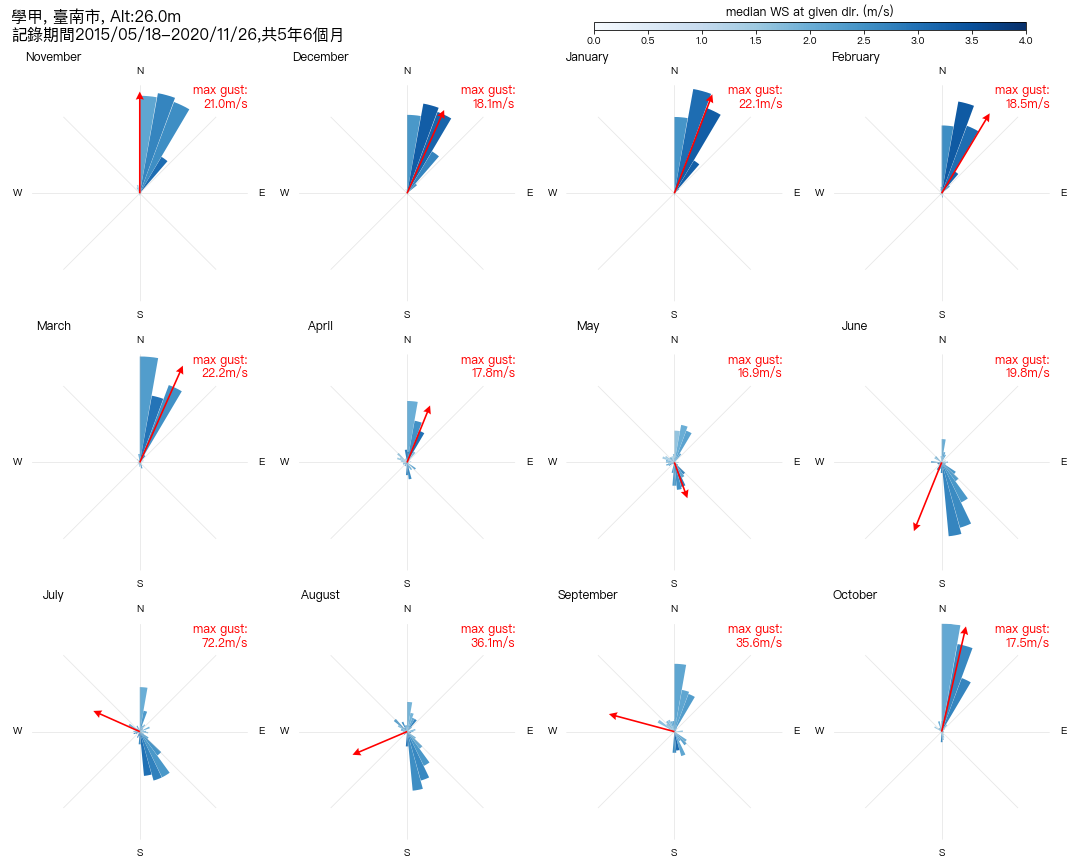 學甲, 臺南市, Alt:26.0m
記錄期間2015/05/18–2020/11/26,共5年6個月
median WS at given dir. (m/s)
0.0 0.5 1.0 1.5 2.0 2.5 3.0 3.5 4.0
November
N
max gust:
21.0m/s
W E
S
December
N
max gust:
18.1m/s
W E
S
January
N
max gust:
22.1m/s
W E
S
February
N
max gust:
18.5m/s
W E
S
March
N
max gust:
22.2m/s
W E
S
April
N
max gust:
17.8m/s
W E
S
May
N
max gust:
16.9m/s
W E
S
June
N
max gust:
19.8m/s
W E
S
July
N
max gust:
72.2m/s
W E
S
August
N
max gust:
36.1m/s
W E
S
September
N
max gust:
35.6m/s
W E
S
October
N
max gust:
17.5m/s
W E
S